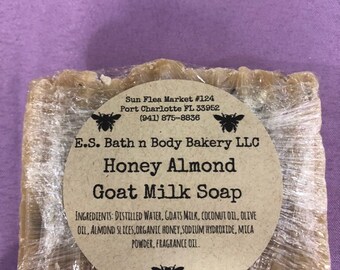 Sun Flea Market #124
Port Charlotte FL 33952
(941) 875-8836
E.S. Bath n Body Bakery LLC
Honey Almond
Goat Milk Soap
Ingredients: Distilled Water, Goats Milk, coconut oil, olive
oil, Almond slices,organic honey,sodium hydroxide, mica
powder, fragrance oil.